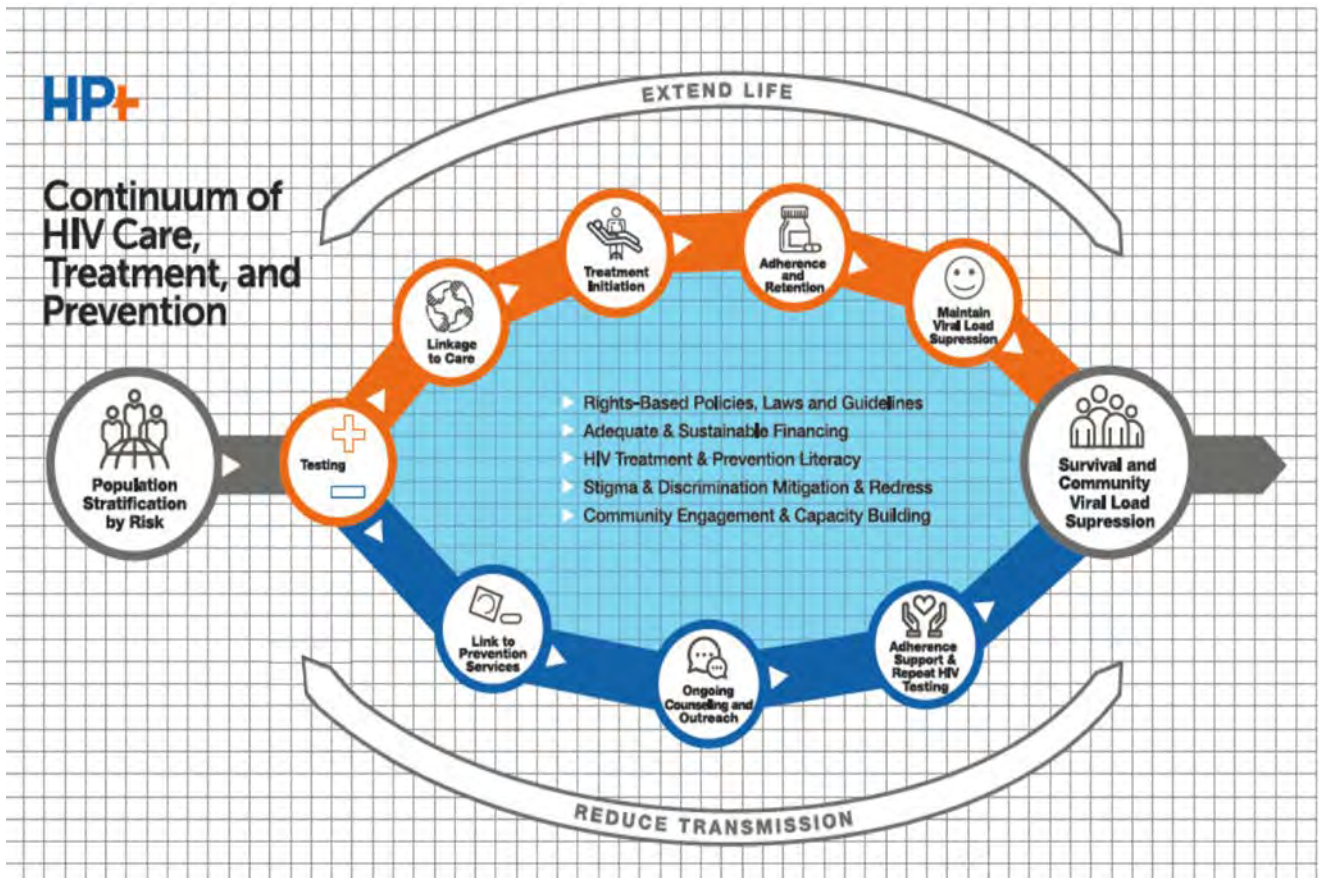 HP+
Continuum of
HIV Care,
Treatment, and
Prevention
EXTEND LIFE
Population
Stratification
by Risk
Testing
Linkage
to Care
Treatment
Initiation
Adherence
and
Retention
Maintain
Viral Load
Supression
Rights-Based Policies, Laws and Guidelines
Adequate & Sustainable Financing
HIV Treatment & Prevention Literacy
Stigma & Discrimination Mitigation & Redress
Community Engagement & Capacity Building
Link to
Prevention
Services
Ongoing
Counseling and
Outreach
Adherence
Support &
Repeat HIV
Testing
Survival and
Community
Viral Load
Supression
REDUCE TRANSMISSION